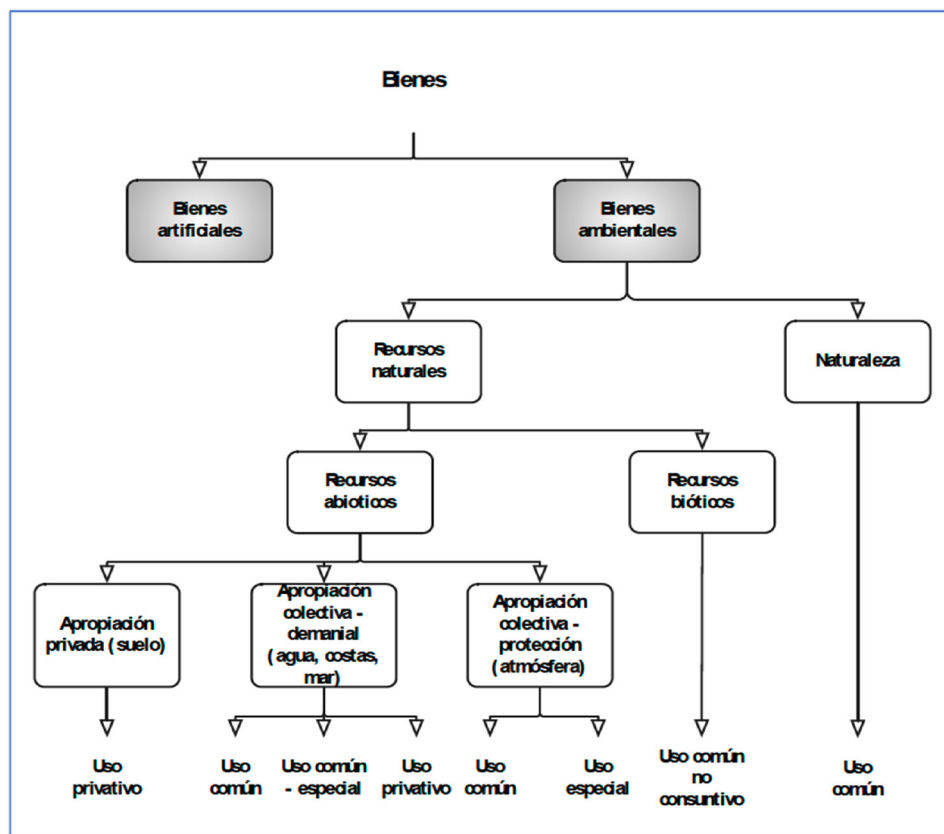 Bienes
Bienes
artificiales
Bienes
ambientales
Recursos
naturales
Naturaleza
Recursos
abioticos
Recursos
bióticos
Apropiación
privada ( suelo)
Apropiación
colectiva -
demanial
( agua, costas,
mar)
Apropiación
colectiva -
protección
( atmósfera)
Uso
privativo
Uso
común
Uso común
- especial
Uso
privativo
Uso
común
Uso
especial
Uso común
no
consuntivo
Uso
común